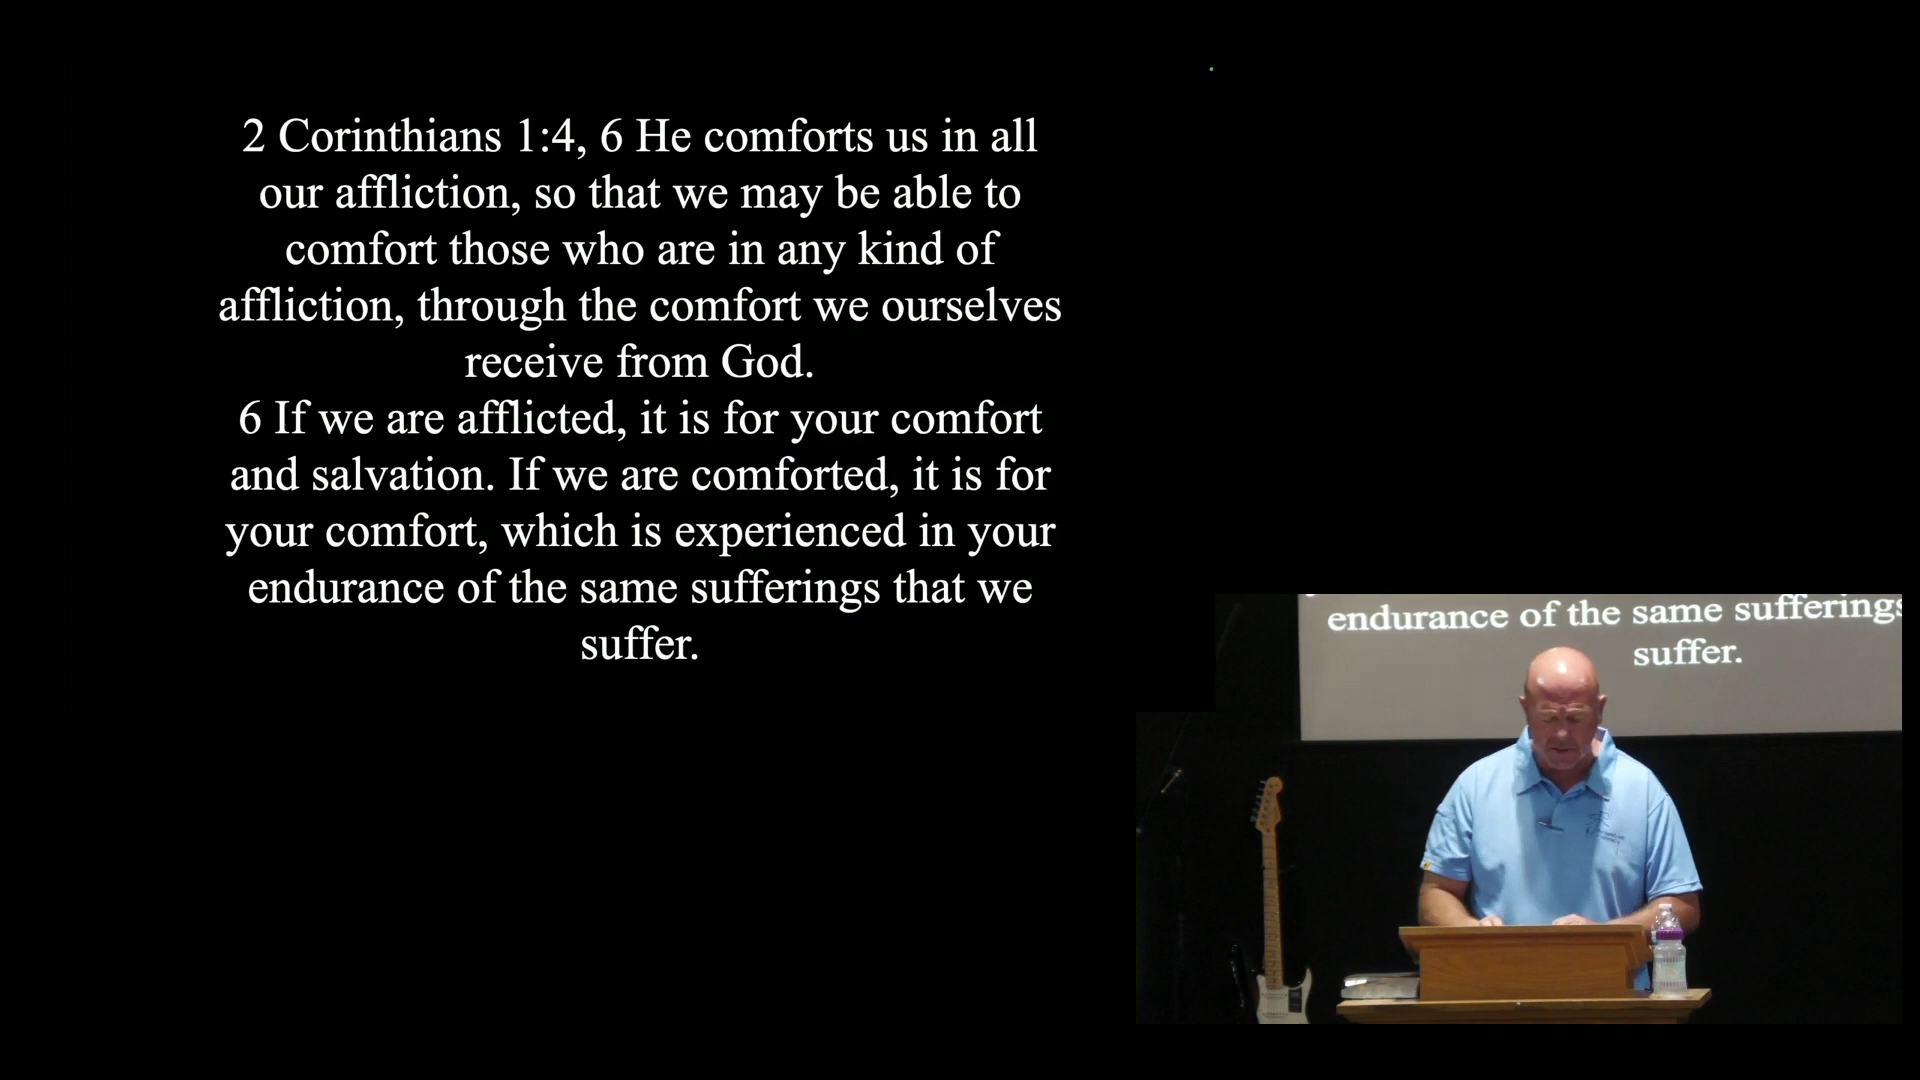 2 Corinthians 1:4, 6 He comforts us in all
our affliction, so that we may be able to
comfort those who are in any kind of
affliction, through the comfort we ourselves
receive from God.
6 If we are afflicted, it is for your comfort
and salvation. If we are comforted, it is for
your comfort, which is experienced in your
endurance of the same sufferings that we
suffer.
endurance of the same sufferings
suffer.